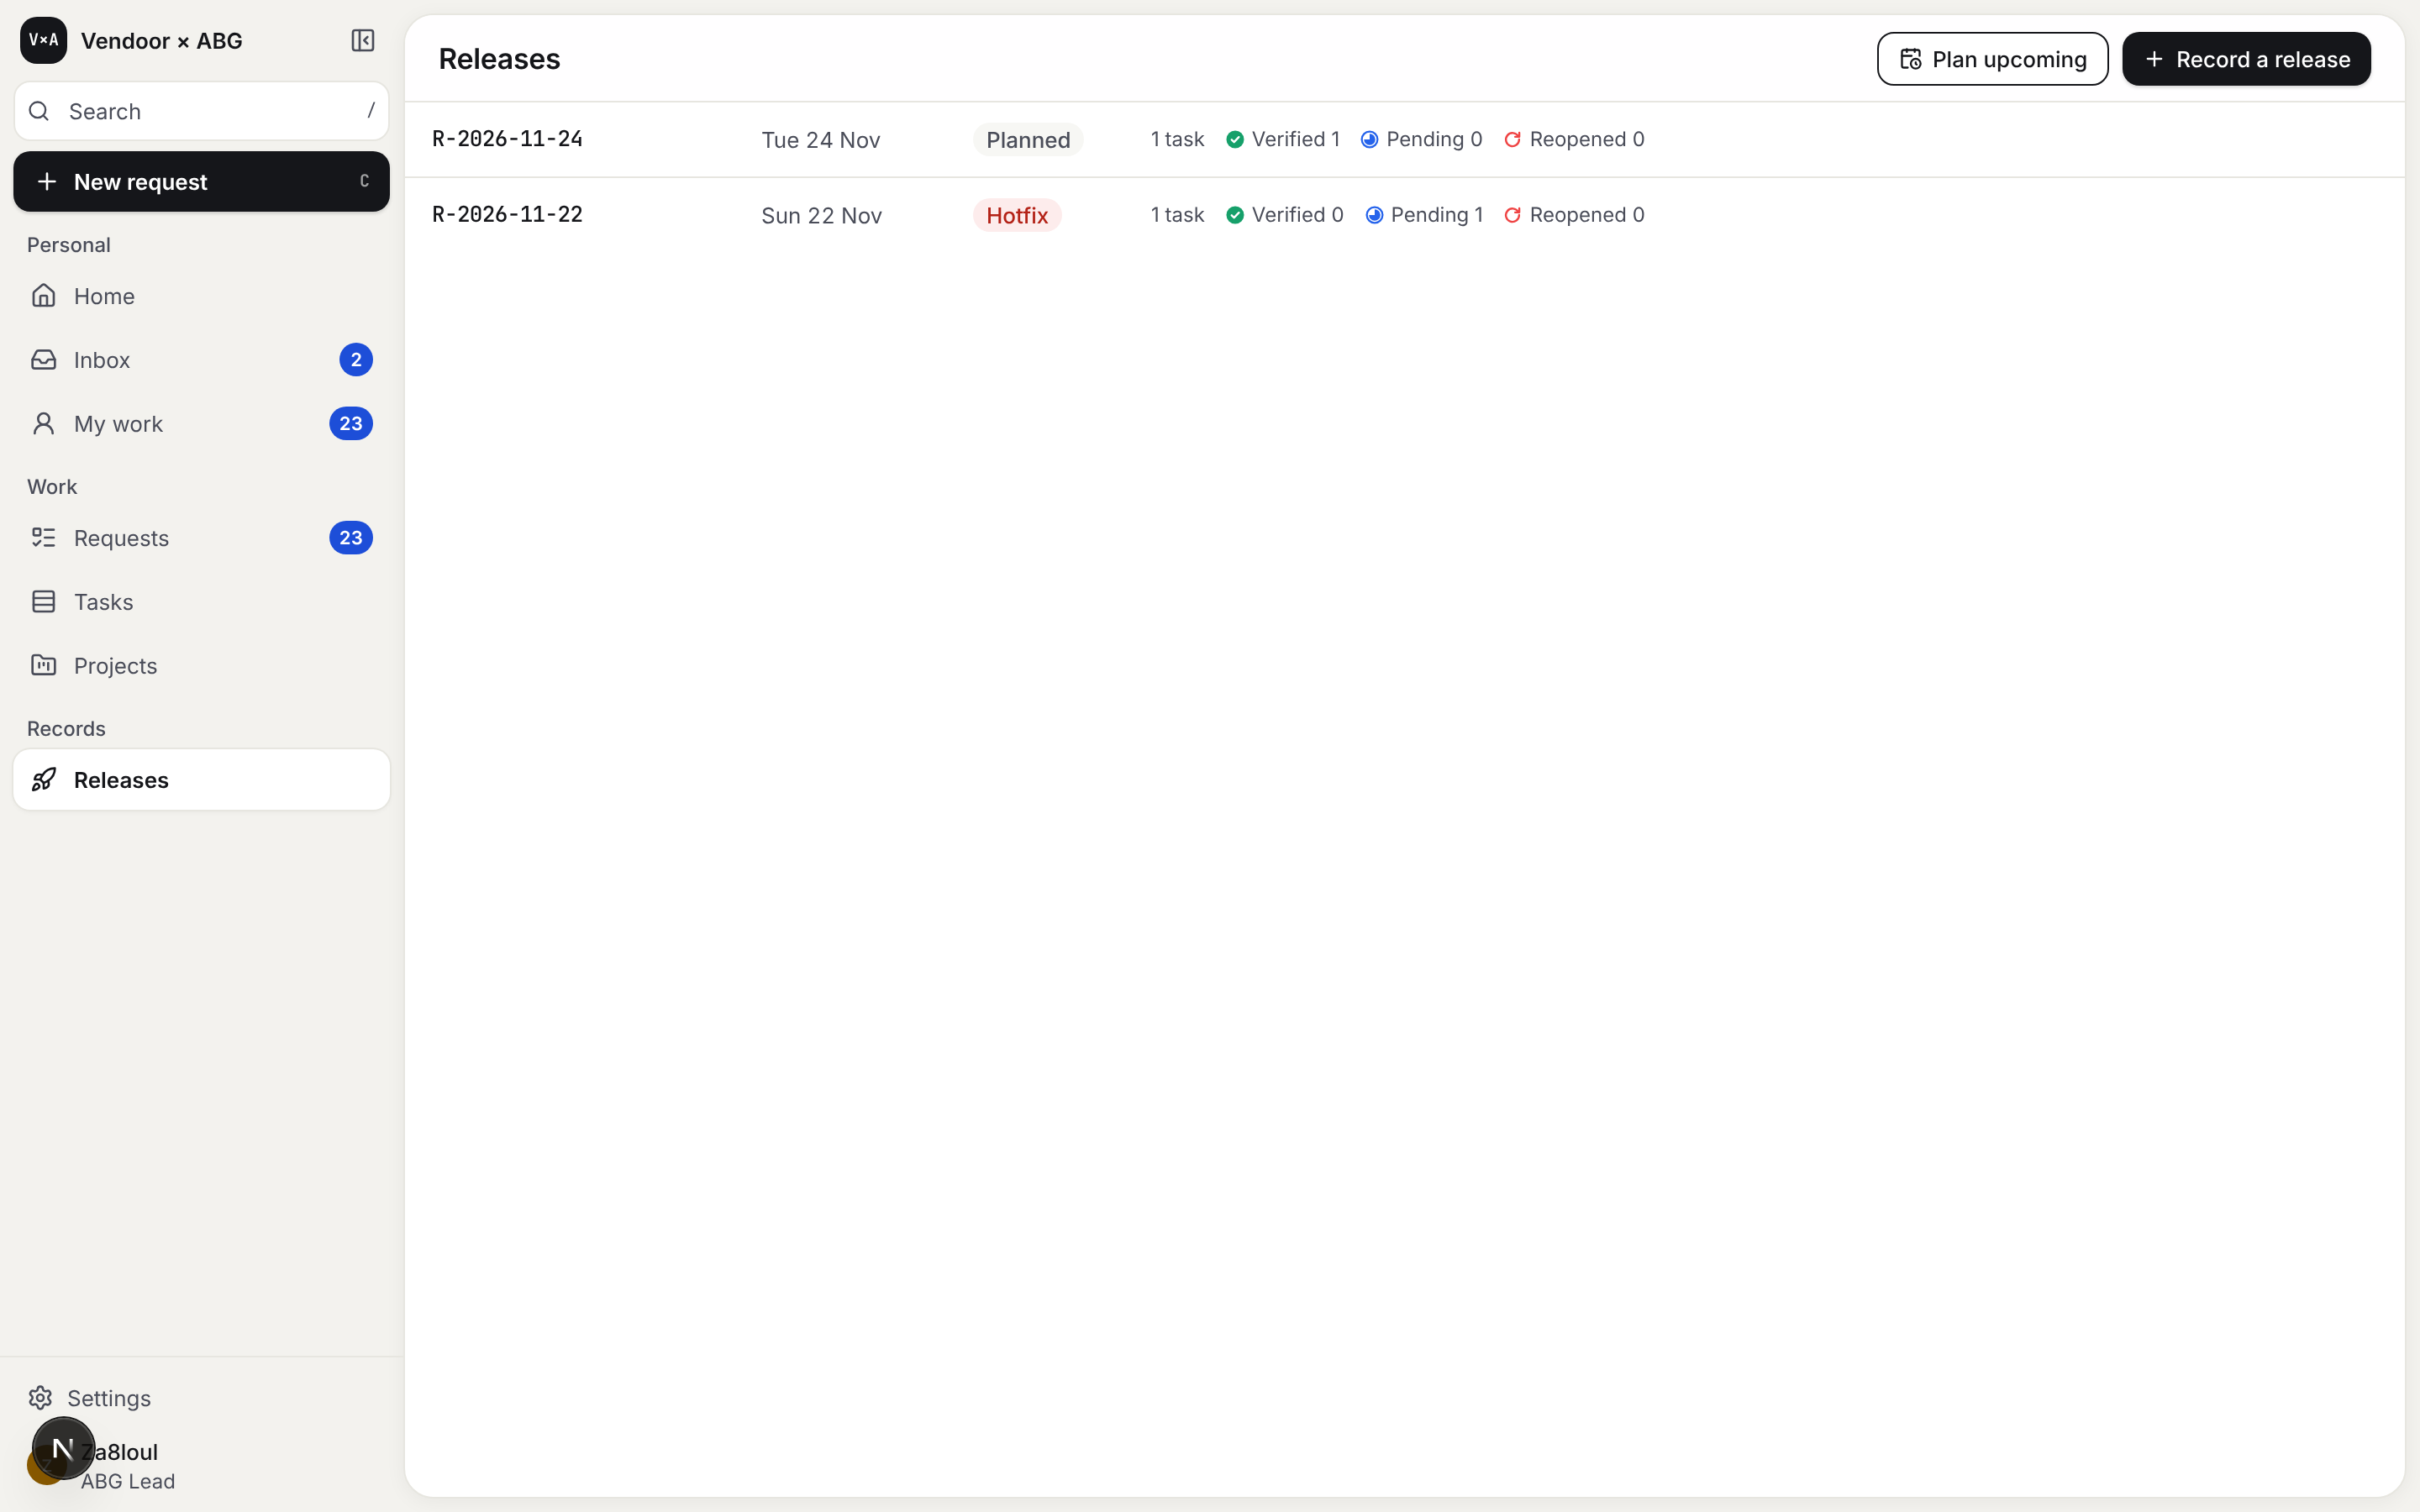 V×A Vendoor × ABG
Search /
+ New request C
Personal
Home
Inbox 2
My work 23
Work
Requests 23
Tasks
Projects
Records
Releases
Settings
Za8loul
ABG Lead
Releases
Plan upcoming
+ Record a release
R-2026-11-24 Tue 24 Nov Planned 1 task Verified 1 Pending 0 Reopened 0
R-2026-11-22 Sun 22 Nov Hotfix 1 task Verified 0 Pending 1 Reopened 0
N